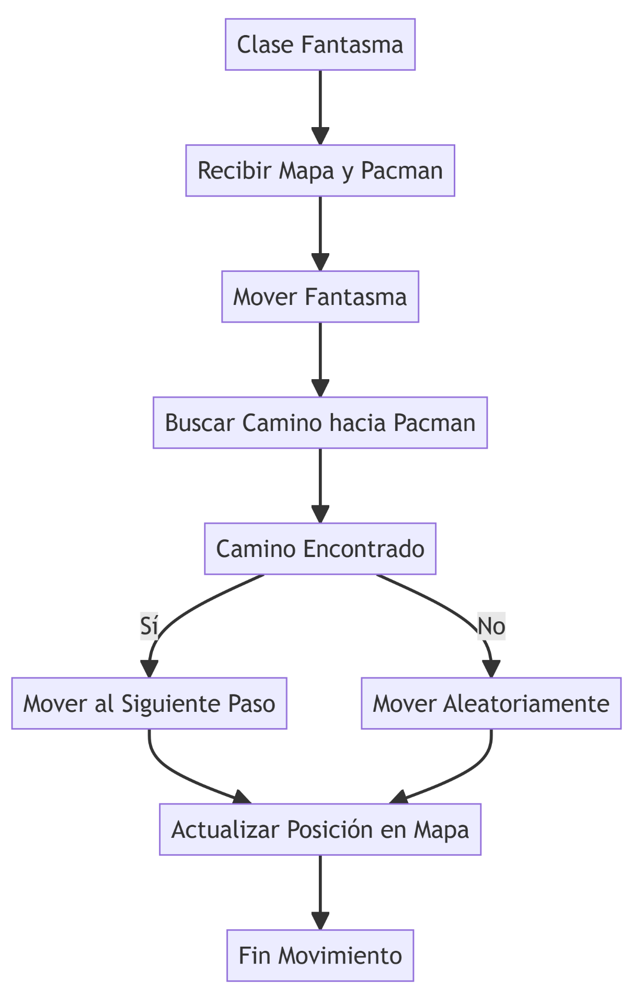 Clase Fantasma
Recibir Mapa y Pacman
Mover Fantasma
Buscar Camino hacia Pacman
Camino Encontrado
Sí
No
Mover al Siguiente Paso
Mover Aleatoriamente
Actualizar Posición en Mapa
Fin Movimiento